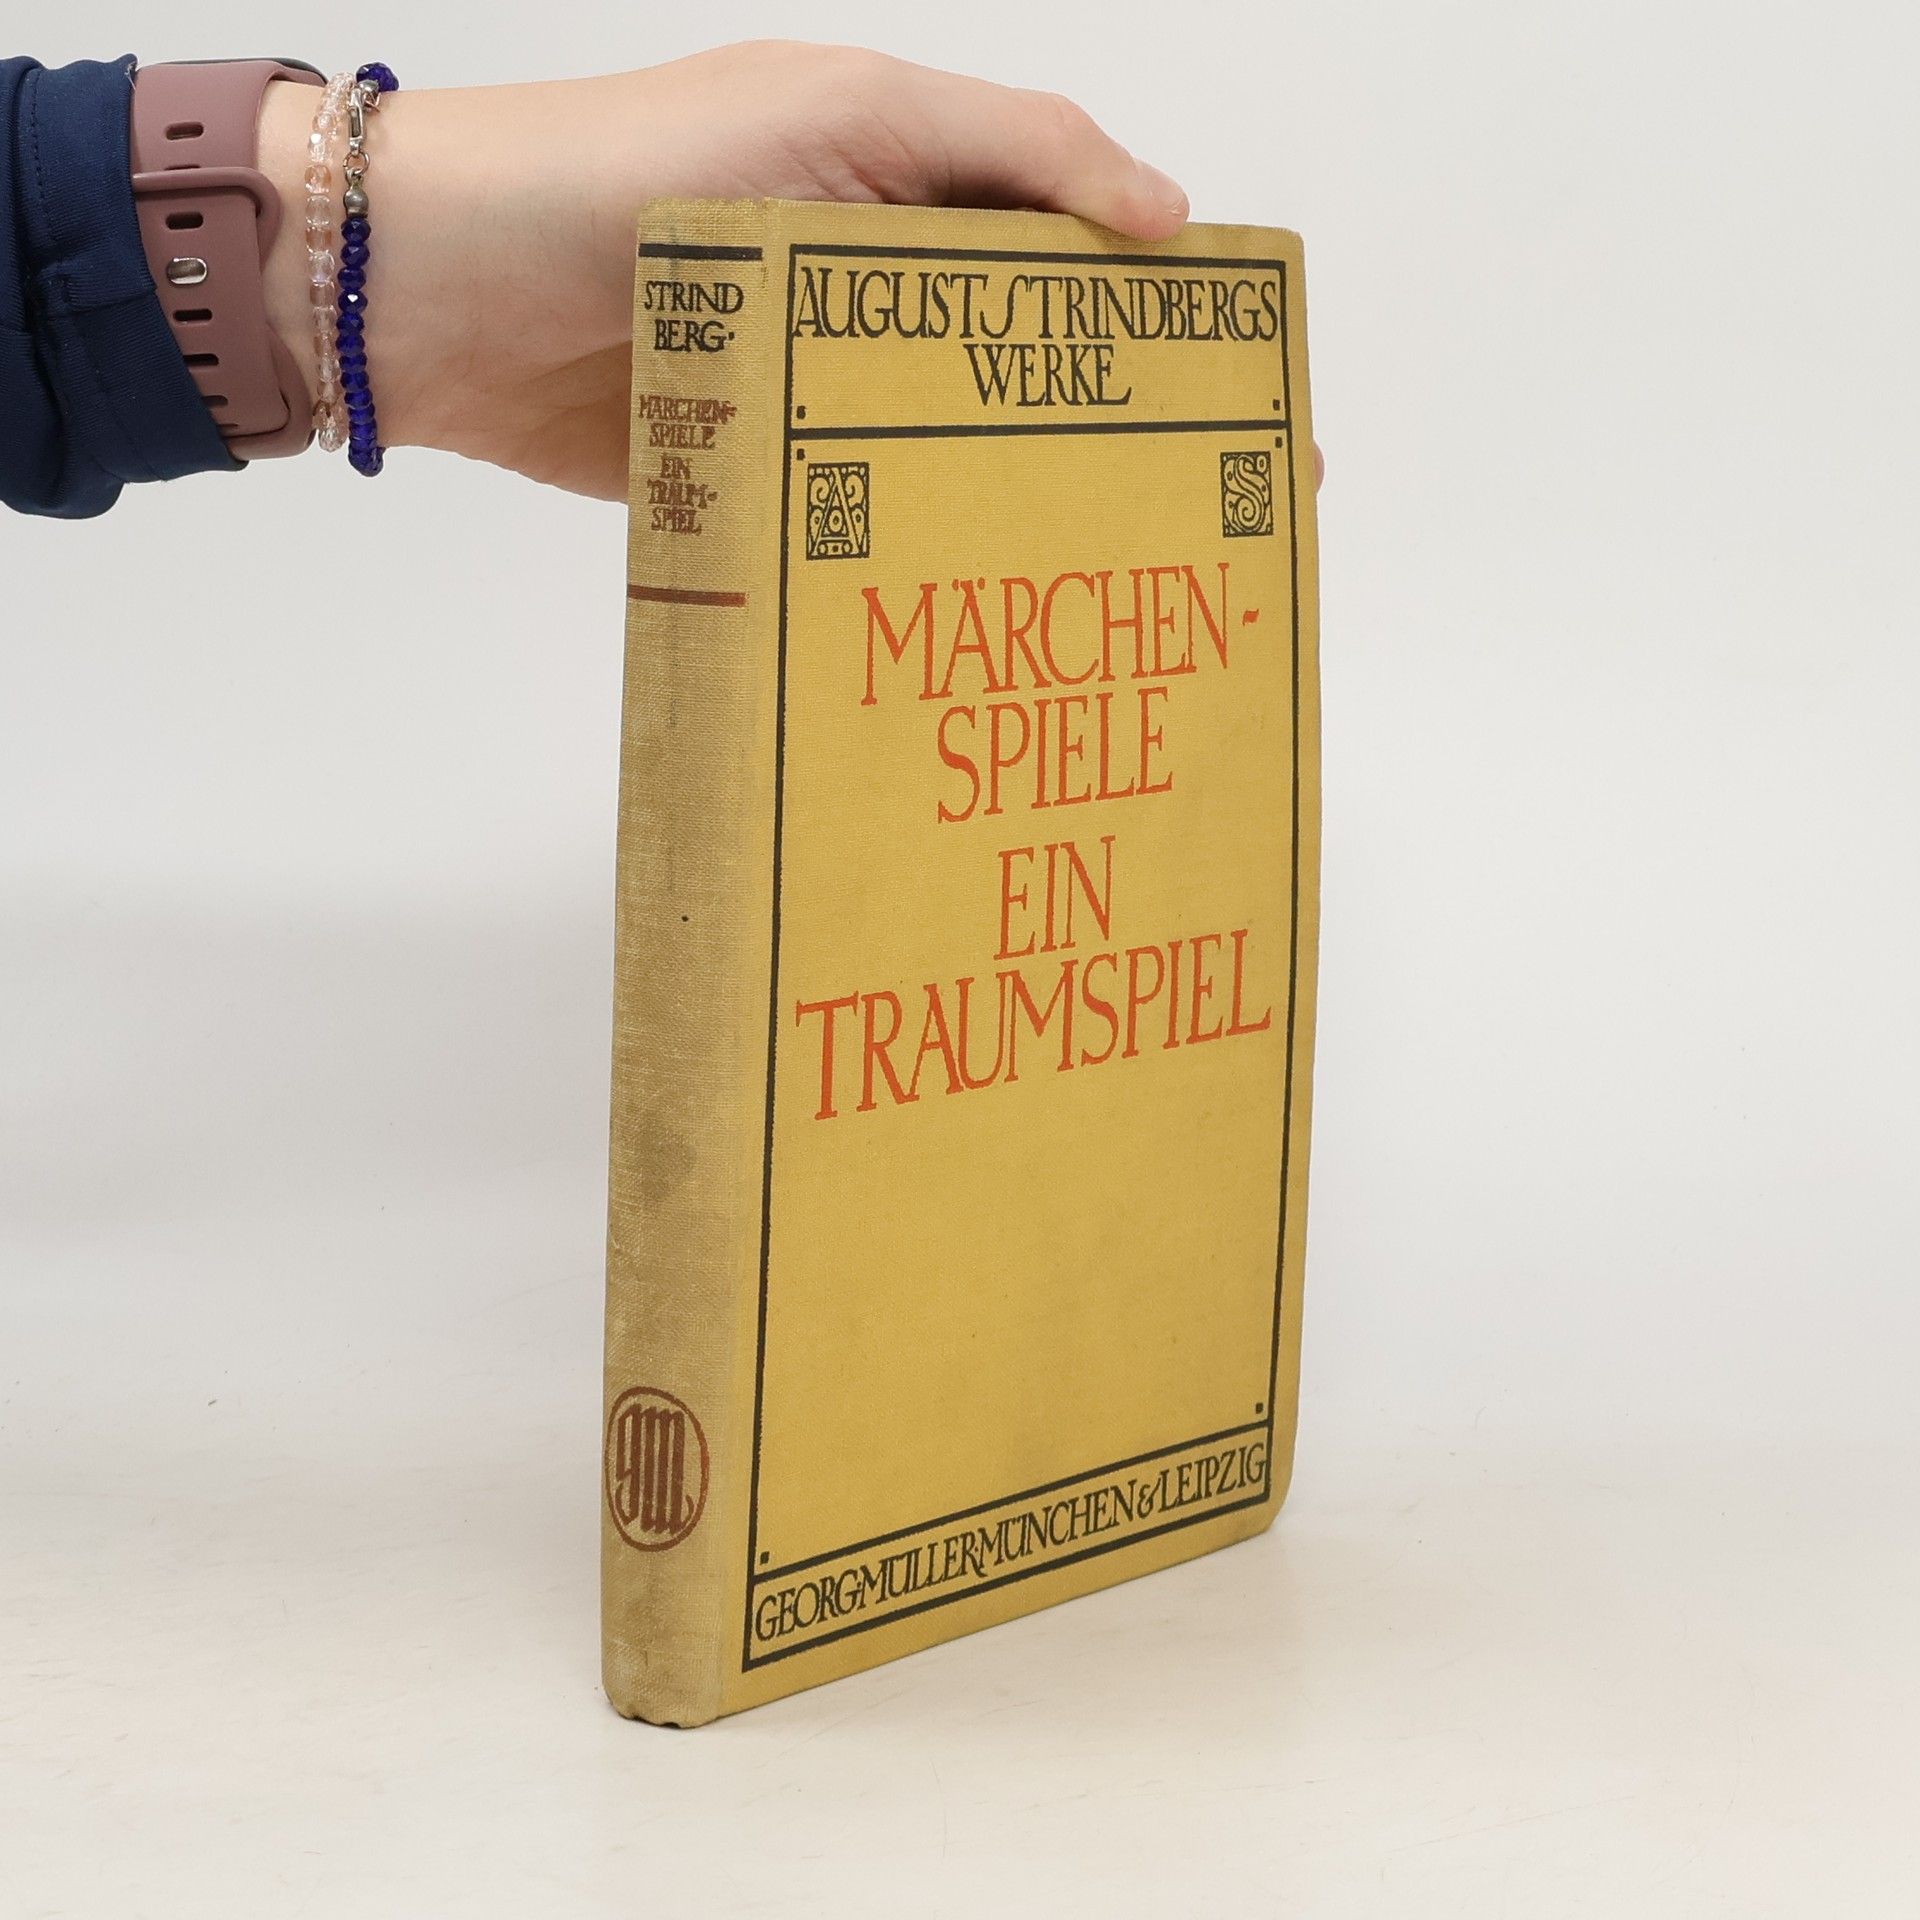 STRIND
BERG·
MÄRCHEN-
SPIELE
EIN
TRAUM-
SPIEL
GM
AUGUST STRINDBERGS
WERKE
A
S
MÄRCHEN-
SPIELE
EIN
TRAUMSPIEL
GEORG·MÜLLER·MÜNCHEN&LEIPZIG